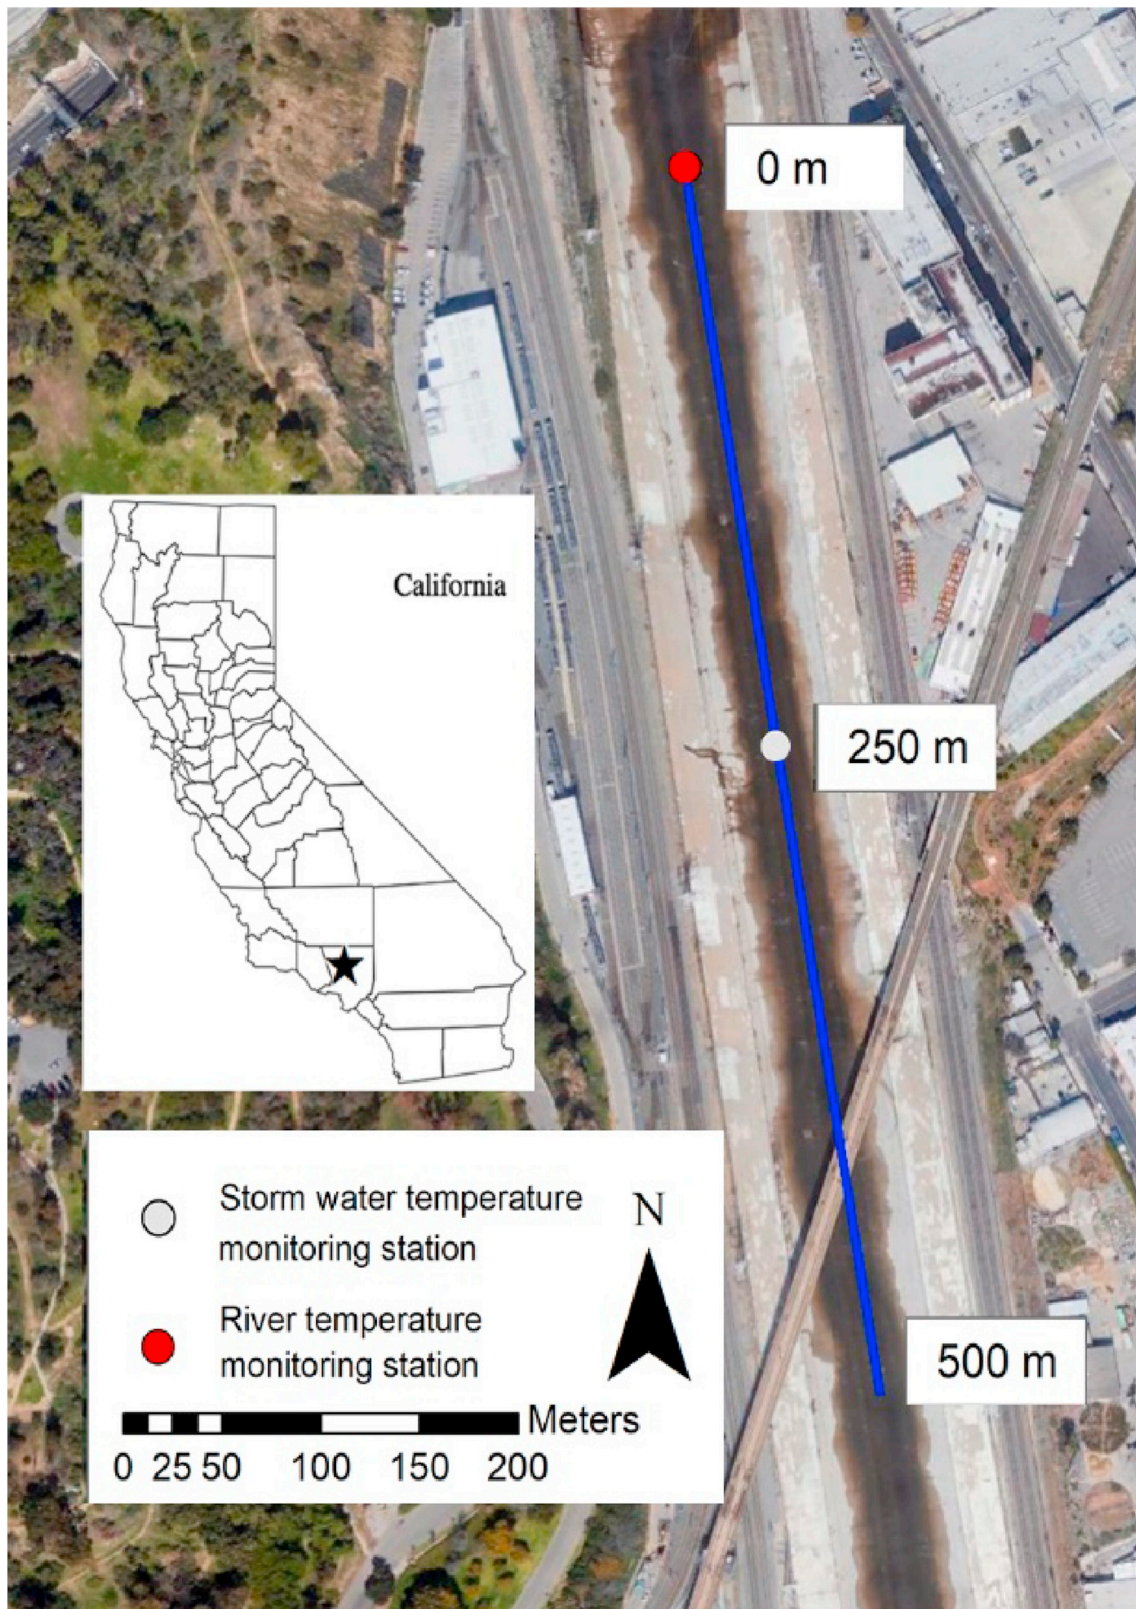 0 m
California
250 m
Storm water temperature
monitoring station
N
River temperature
monitoring station
500 m
Meters
0 25 50 100 150 200